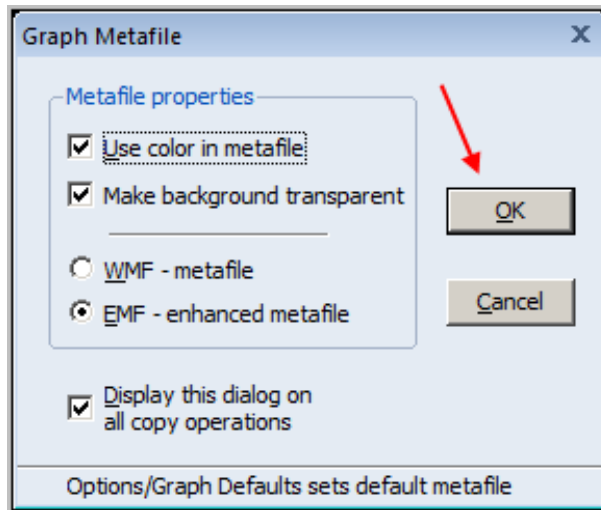 Graph Metafile
Metafile properties
Use color in metafile
Make background transparent
OK
WMF - metafile
EMF - enhanced metafile
Cancel
Display this dialog on
all copy operations
Options/Graph Defaults sets default metafile